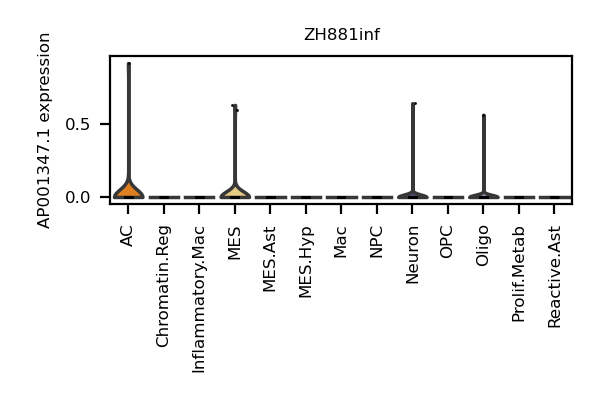 ZH881inf
AP001347.1 expression
0.5
0.0
AC
Chromatin.Reg
Inflammatory.Mac
MES
MES.Ast
MES.Hyp
Mac
NPC
Neuron
OPC
Oligo
Prolif.Metab
Reactive.Ast